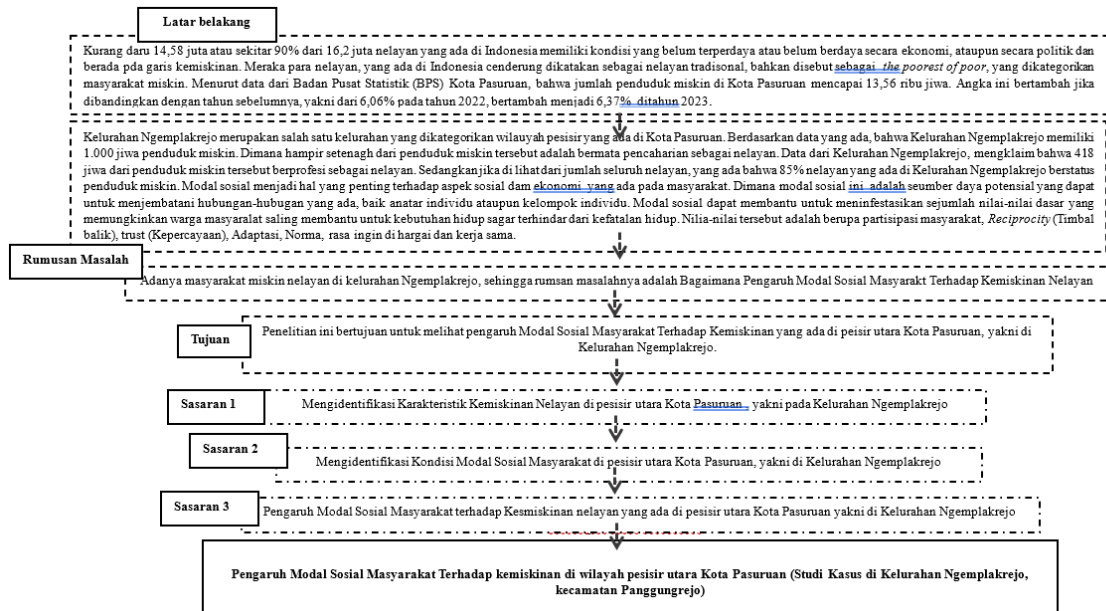 Latar belakang
Kurang daru 14,58 juta atau sekitar 90% dari 16,2 juta nelayan yang ada di Indonesia memiliki kondisi yang belum terperdaya atau belum berdaya secara ekonomi, ataupun secara politik dan
berada pda garis kemiskinan. Meraka para nelayan, yang ada di Indonesia cenderung dikatakan sebagai nelayan tradisonal, bahkan disebut sebagai the poorest of poor, yang dikategorikan
masyarakat miskin. Menurut data dari Badan Pusat Statistik (BPS) Kota Pasuruan, bahwa jumlah penduduk miskin di Kota Pasuruan mencapai 13,56 ribu jiwa. Angka ini bertambah jika
dibandingkan dengan tahun sebelumnya, yakni dari 6,06% pada tahun 2022, bertambah menjadi 6,37% ditahun 2023.
Kelurahan Ngemplakrejo merupakan salah satu kelurahan yang dikategorikan wilauyah pesisir yang ada di Kota Pasuruan. Berdasarkan data yang ada, bahwa Kelurahan Ngemplakrejo memiliki
1.000 jiwa penduduk miskin. Dimana hampir setenagh dari penduduk miskin tersebut adalah bermata pencaharian sebagai nelayan. Data dari Kelurahan Ngemplakrejo, mengklaim bahwa 418
jiwa dari penduduk miskin tersebut berprofesi sebagai nelayan. Sedangkan jika di lihat dari jumlah seluruh nelayan, yang ada bahwa 85% nelayan yang ada di Kelurahan Ngemplakrejo berstatus
penduduk miskin. Modal sosial menjadi hal yang penting terhadap aspek sosial dam ekonomi yang ada pada masyarakat. Dimana modal sosial ini adalah seumber daya potensial yang dapat
untuk menjembatani hubungan-hubungan yang ada, baik anatar individu ataupun kelompok individu. Modal sosial dapat membantu untuk meninfestasikan sejumlah nilai-nilai dasar yang
memungkinkan warga masyaralat saling membantu untuk kebutuhan hidup sagar terhindar dari kefatalan hidup. Nilia-nilai tersebut adalah berupa partisipasi masyarakat, Reciprocity (Timbal
balik), trust (Kepercayaan), Adaptasi, Norma, rasa ingin di hargai dan kerja sama.
Rumusan Masalah
Adanya masyarakat miskin nelayan di kelurahan Ngemplakrejo, sehingga rumsan masalahnya adalah Bagaimana Pengaruh Modal Sosial Masyarakt Terhadap Kemiskinan Nelayan
Tujuan
Penelitian ini bertujuan untuk melihat pengaruh Modal Sosial Masyarakat Terhadap Kemiskinan yang ada di peisir utara Kota Pasuruan, yakni di
Kelurahan Ngemplakrejo.
Sasaran 1
Mengidentifikasi Karakteristik Kemiskinan Nelayan di pesisir utara Kota Pasuruan , yakni pada Kelurahan Ngemplakrejo
Sasaran 2
Mengidentifikasi Kondisi Modal Sosial Masyarakat di pesisir utara Kota Pasuruan, yakni di Kelurahan Ngemplakrejo
Sasaran 3
Pengaruh Modal Sosial Masyarakat terhadap Kesmiskinan nelayan yang ada di pesisir utara Kota Pasuruan yakni di Kelurahan Ngemplakrejo
Pengaruh Modal Sosial Masyarakat Terhadap kemiskinan di wilayah pesisir utara Kota Pasuruan (Studi Kasus di Kelurahan Ngemplakrejo,
kecamatan Panggungrejo)